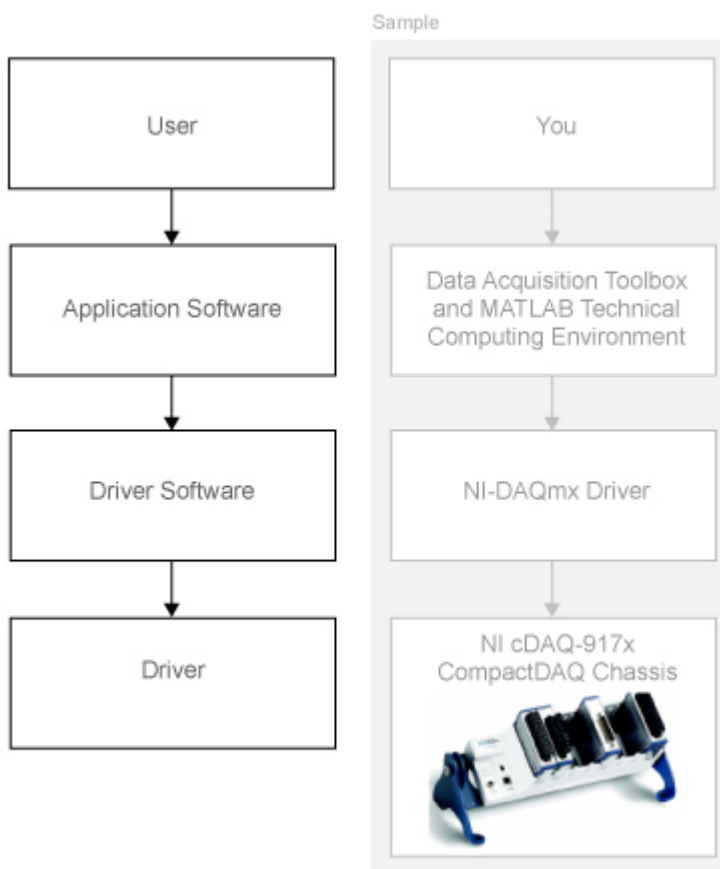 Sample
User
Application Software
Driver Software
Driver
You
Data Acquisition Toolbox
and MATLAB Technical
Computing Environment
NI-DAQmx Driver
NI cDAQ-917x
CompactDAQ Chassis